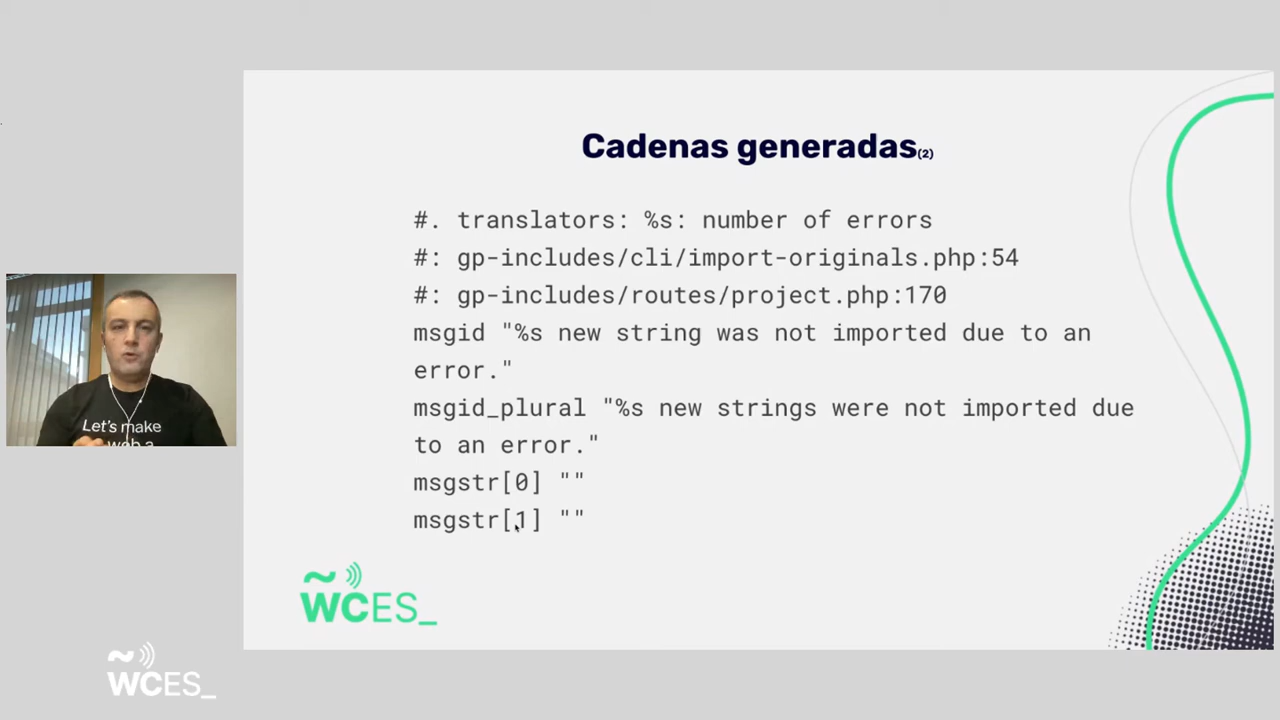 Cadenas generadas(2)
#. translators: %s: number of errors
#: gp-includes/cli/import-originals.php:54
#: gp-includes/routes/project.php:170
msgid "%s new string was not imported due to an
error."
msgid_plural "%s new strings were not imported due
to an error."
msgstr[0] ""
msgstr[1] ""
Let's make
web a
WCES_
WCES_